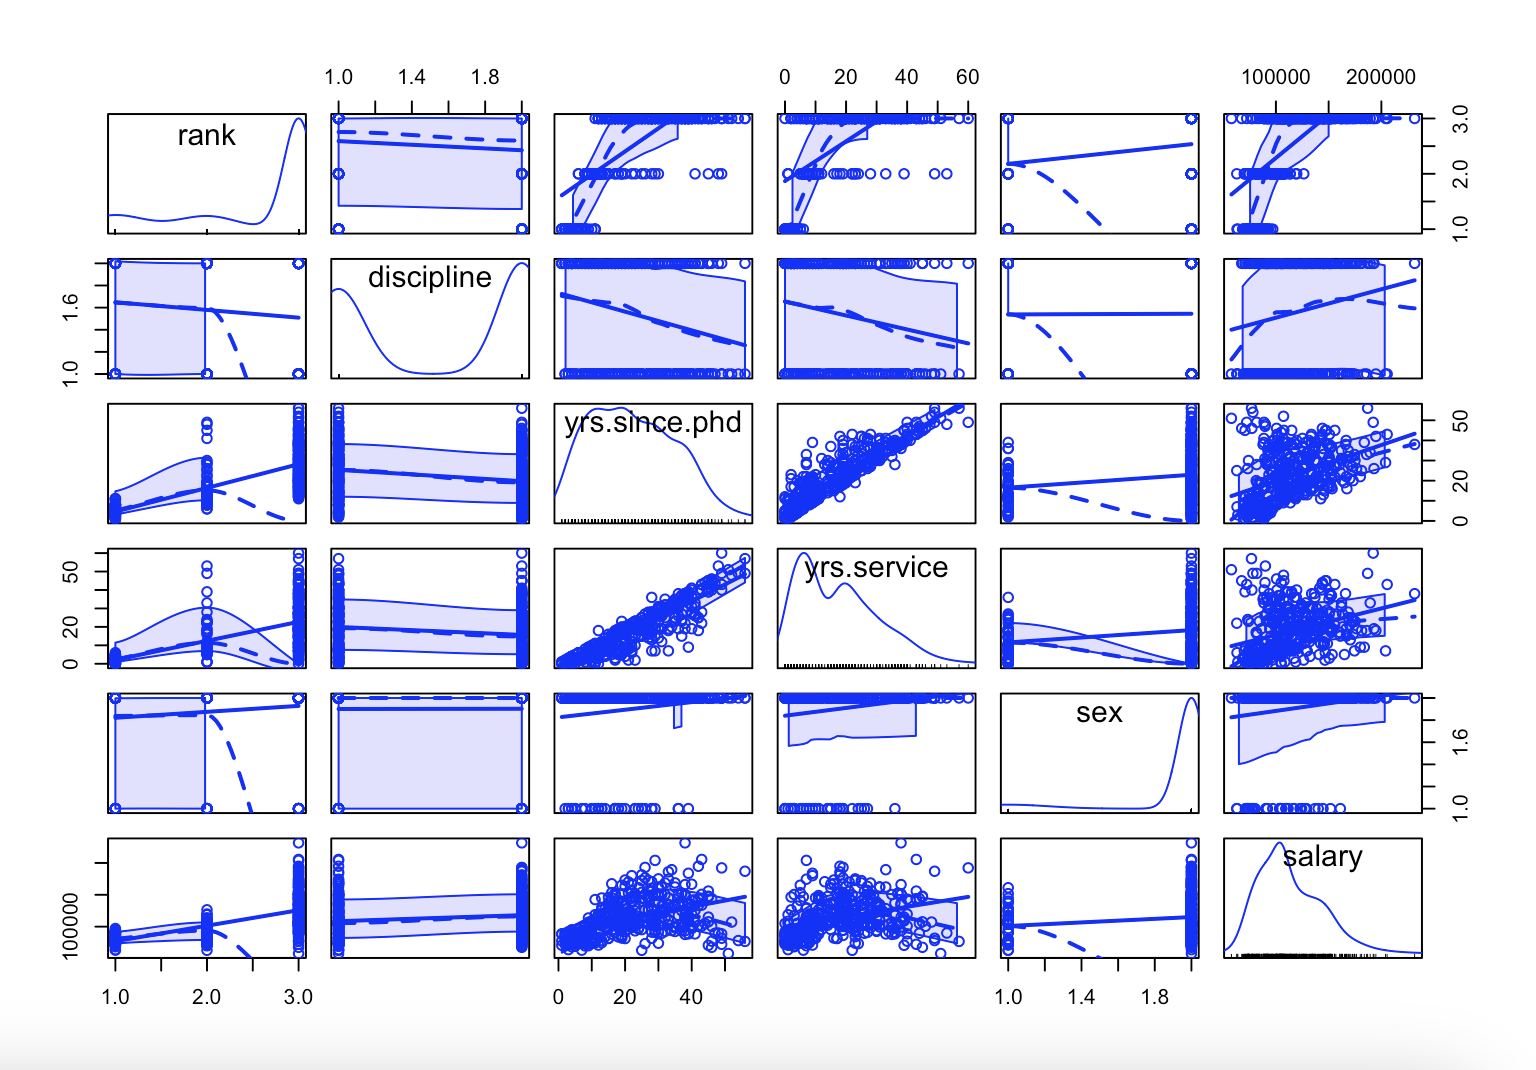 1.0 1.4 1.8 0 20 40 60 100000 200000
rank 1.0 2.0 3.0
1.0 1.6 discipline
yrs.since.phd 0 20 50
0 20 50 yrs.service
sex 1.0 1.6
100000 salary
1.0 2.0 3.0 0 20 40 1.0 1.4 1.8